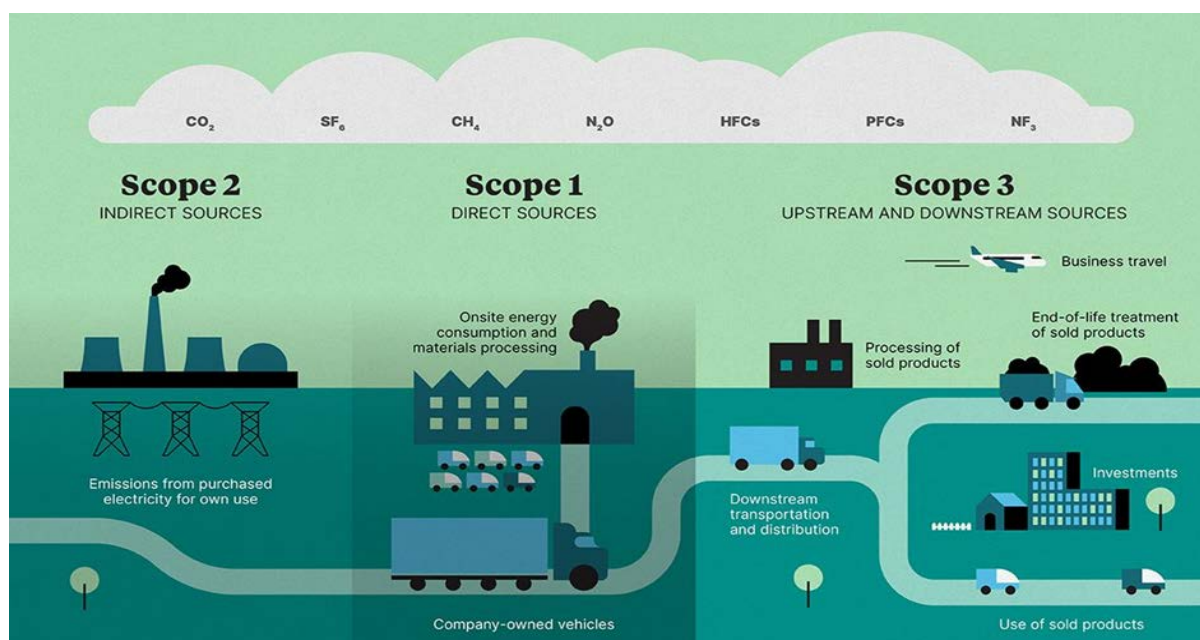 CO₂ SF₆ CH₄ N₂O HFCs PFCs NF₃
Scope 2
INDIRECT SOURCES
Scope 1
DIRECT SOURCES
Scope 3
UPSTREAM AND DOWNSTREAM SOURCES
Business travel
Onsite energy
consumption and
materials processing
End-of-life treatment
of sold products
Processing of
sold products
Emissions from purchased
electricity for own use
Investments
Downstream
transportation
and distribution
Company-owned vehicles
Use of sold products